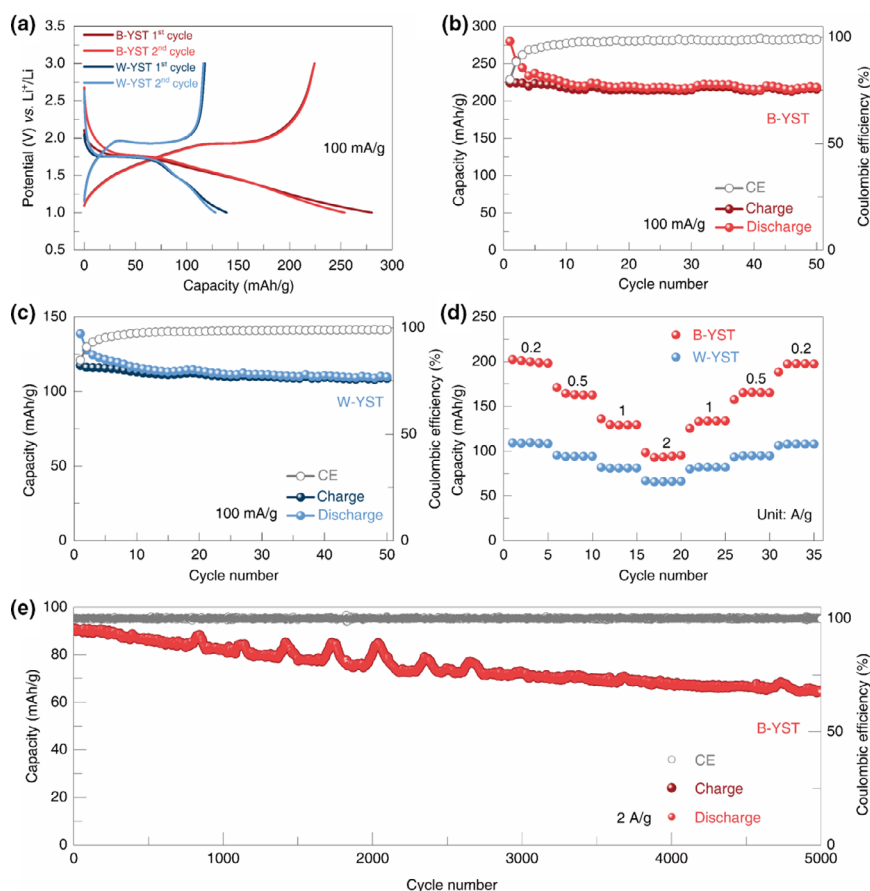 (a)
B-YST 1st cycle
B-YST 2nd cycle
W-YST 1st cycle
W-YST 2nd cycle
100 mA/g
Potential (V) vs. Li+/Li
3.5
3.0
2.5
2.0
1.5
1.0
0.5
0 50 100 150 200 250 300
Capacity (mAh/g)
(b)
Capacity (mAh/g)
300
250
200
150
100
50
0
100
50
0
Coulombic efficiency (%)
B-YST
CE
Charge
Discharge
100 mA/g
0 10 20 30 40 50
Cycle number
(c)
Capacity (mAh/g)
150
100
50
0
100
50
0
Coulombic efficiency (%)
W-YST
CE
Charge
Discharge
100 mA/g
0 10 20 30 40 50
Cycle number
(d)
Capacity (mAh/g)
250
200
150
100
50
0
B-YST
W-YST
0.2
0.5
1
2
1
0.5
0.2
Unit: A/g
0 5 10 15 20 25 30 35
Cycle number
(e)
Capacity (mAh/g)
100
80
60
40
20
0
100
50
0
Coulombic efficiency (%)
B-YST
CE
Charge
Discharge
2 A/g
0 1000 2000 3000 4000 5000
Cycle number